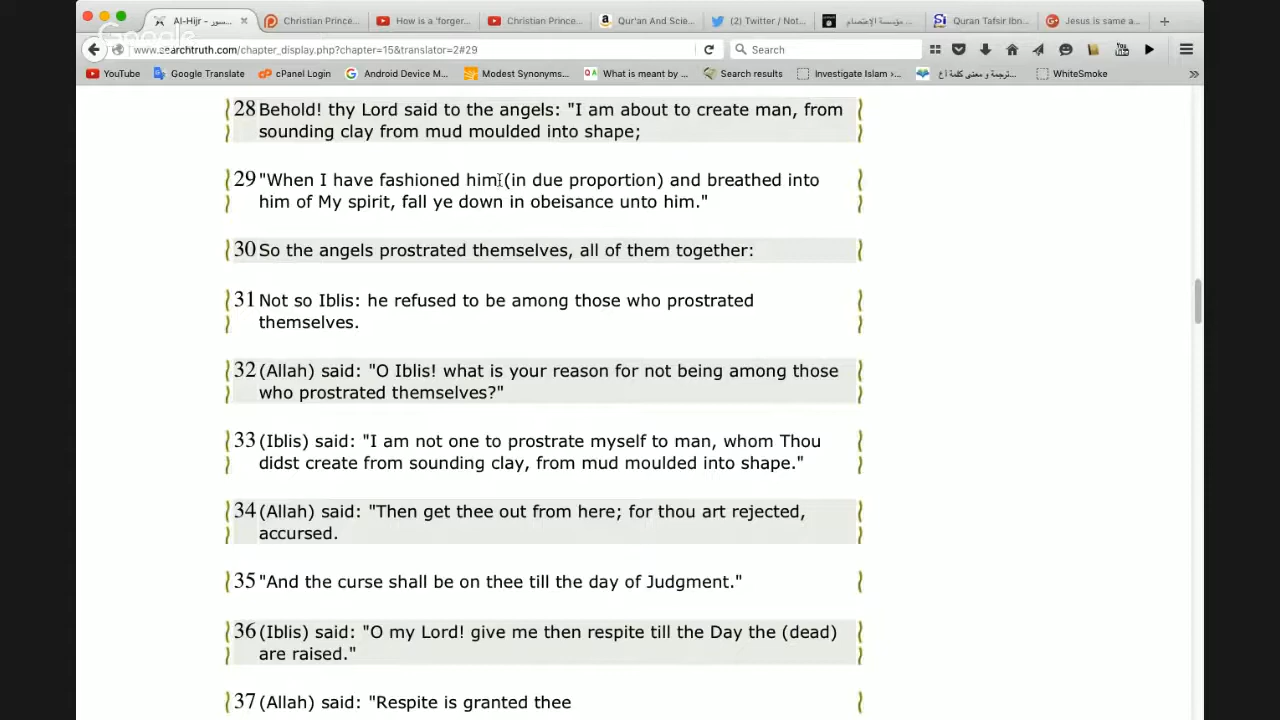 Al-Hijr - سور...
Christian Prince...
How is a 'forger...
Christian Prince...
Qur'an And Scie...
(2) Twitter / Not...
مؤسسة الإعتصام ...
Quran Tafsir Ibn...
Jesus is same a...
Google
www.searchtruth.com/chapter_display.php?chapter=15&translator=2#29
Search
YouTube
Google Translate
cPanel Login
Android Device M...
Modest Synonyms...
What is meant by ...
Search results
Investigate Islam ›...
ترجمة و معنى كلمة أع...
WhiteSmoke
28 Behold! thy Lord said to the angels: "I am about to create man, from
sounding clay from mud moulded into shape;
29 "When I have fashioned him (in due proportion) and breathed into
him of My spirit, fall ye down in obeisance unto him."
30 So the angels prostrated themselves, all of them together:
31 Not so Iblis: he refused to be among those who prostrated
themselves.
32 (Allah) said: "O Iblis! what is your reason for not being among those
who prostrated themselves?"
33 (Iblis) said: "I am not one to prostrate myself to man, whom Thou
didst create from sounding clay, from mud moulded into shape."
34 (Allah) said: "Then get thee out from here; for thou art rejected,
accursed.
35 "And the curse shall be on thee till the day of Judgment."
36 (Iblis) said: "O my Lord! give me then respite till the Day the (dead)
are raised."
37 (Allah) said: "Respite is granted thee